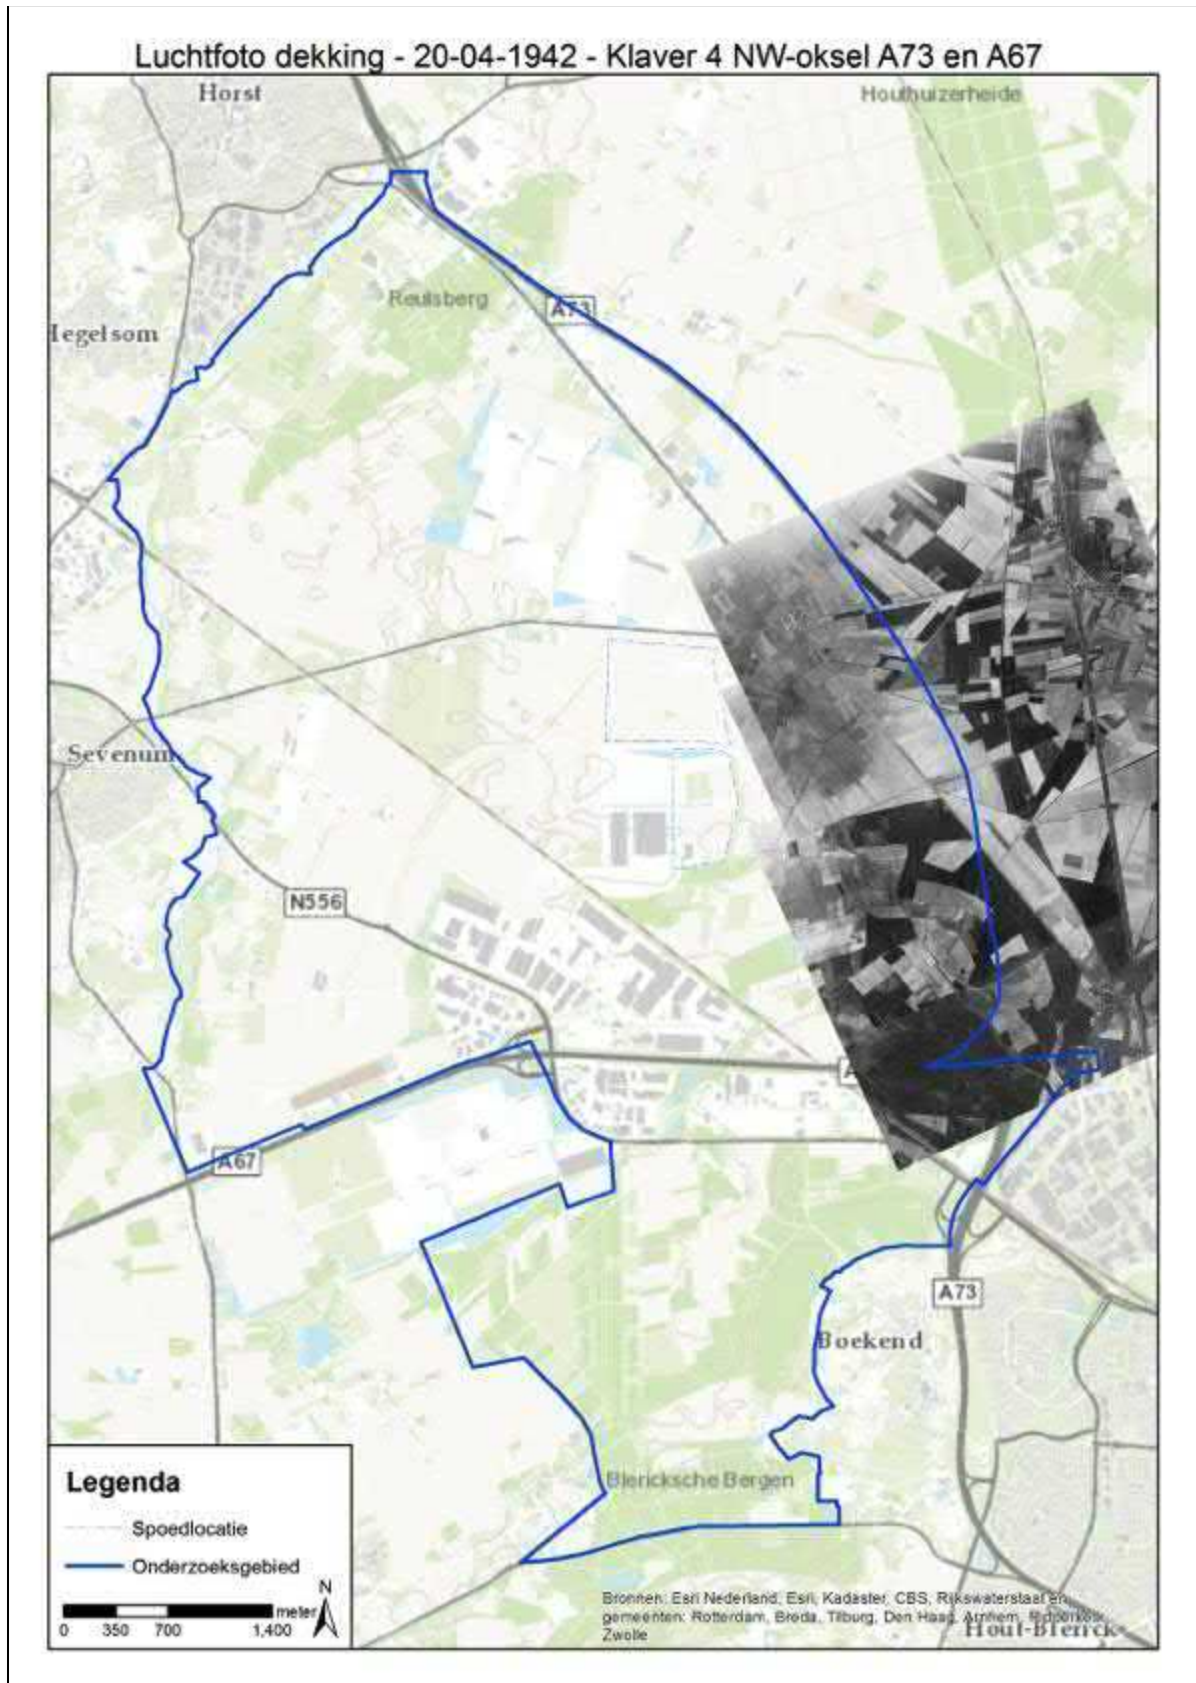 Luchtfoto dekking - 20-04-1942 - Klaver 4 NW-oksel A73 en A67
Horst
Houthuizerheide
Reulsberg
A73
Hegelsom
Sevenum
N556
A67
A73
Boekend
Blericksche Bergen
Legenda
Spoedlocatie
Onderzoeksgebied
N
meter
0 350 700 1,400
Bronnen: Esri Nederland, Esri, Kadaster, CBS, Rijkswaterstaat en
gemeenten: Rotterdam, Breda, Tilburg, Den Haag, Arnhem,
Zwolle
Hout-Blerick